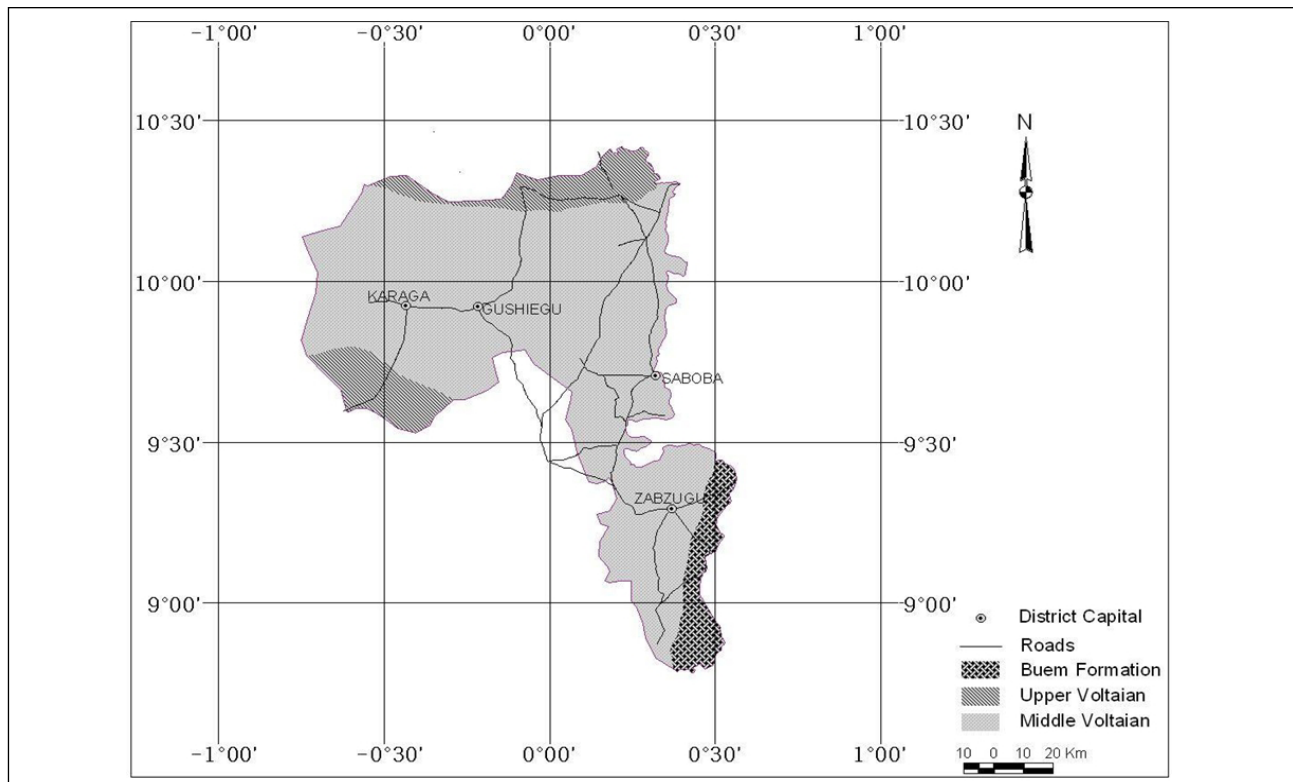 -1°00' -0°30' 0°00' 0°30' 1°00'
10°30' 10°30'
N
10°00' 10°00'
KARAGA
GUSHIEGU
SABOBA
9°30' 9°30'
ZABZUGU
9°00' 9°00'
District Capital
Roads
Buem Formation
Upper Voltaian
Middle Voltaian
-1°00' -0°30' 0°00' 0°30' 1°00'
10 0 10 20 Km